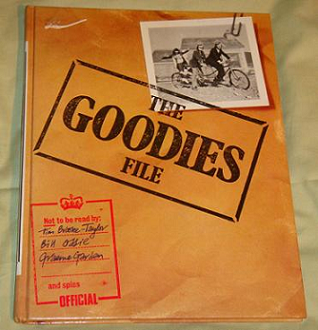 THE
GOODIES
FILE
Not to be read by:
Tim Brooke-Taylor
Bill Oddie
Graeme Garden
and spies
OFFICIAL